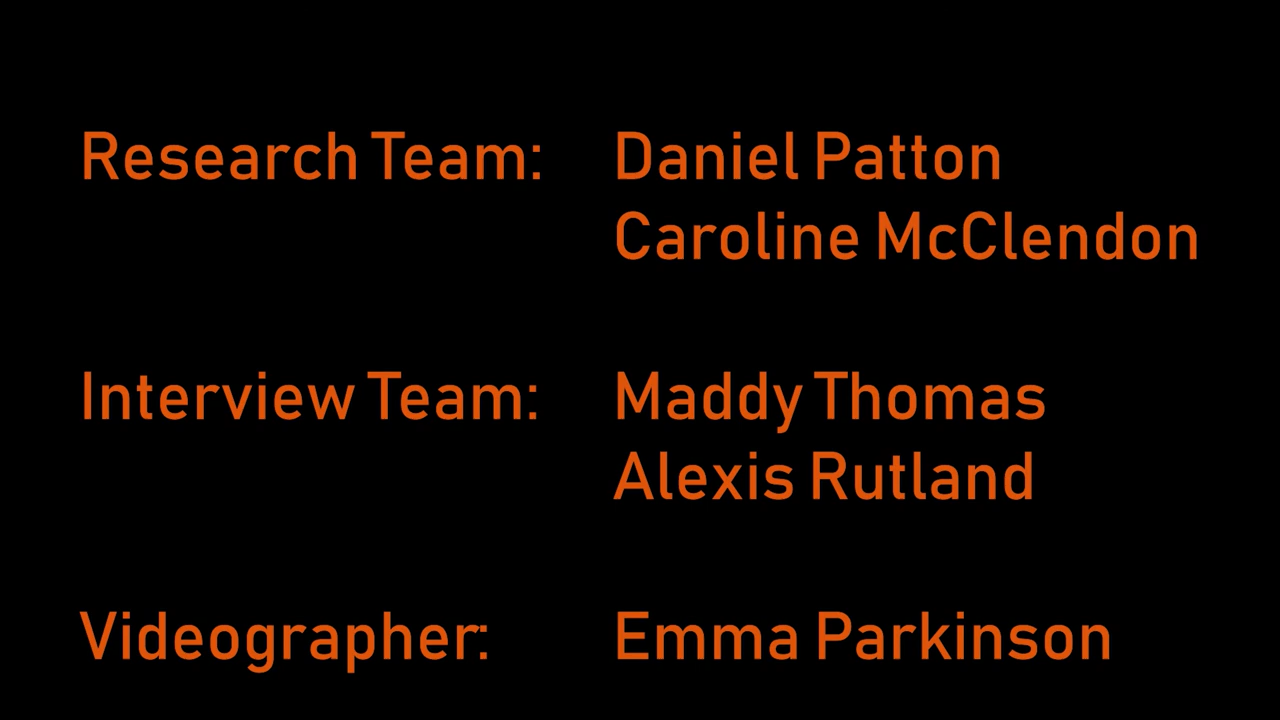 Research Team: Daniel Patton
Caroline McClendon
Interview Team: Maddy Thomas
Alexis Rutland
Videographer: Emma Parkinson